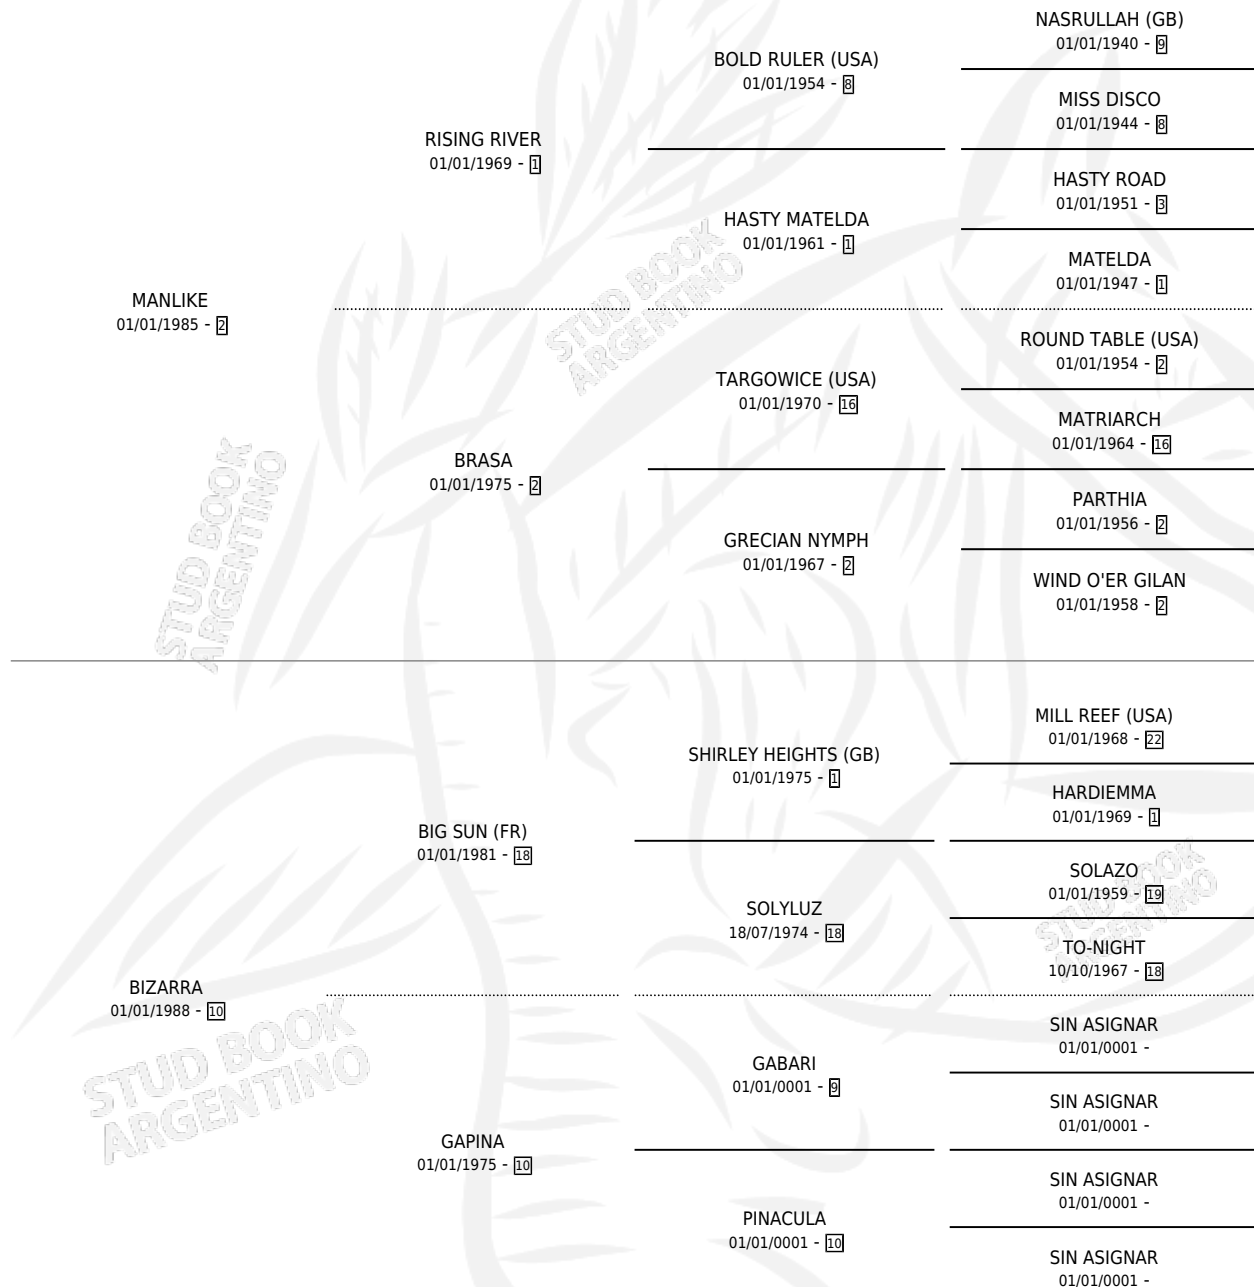 NASRULLAH (GB)
01/01/1940 - 9
BOLD RULER (USA)
01/01/1954 - 8
MISS DISCO
01/01/1944 - 8
RISING RIVER
01/01/1969 - 1
HASTY ROAD
01/01/1951 - 3
HASTY MATELDA
01/01/1961 - 1
MATELDA
01/01/1947 - 1
MANLIKE
01/01/1985 - 2
ROUND TABLE (USA)
01/01/1954 - 2
TARGOWICE (USA)
01/01/1970 - 16
MATRIARCH
01/01/1964 - 16
BRASA
01/01/1975 - 2
PARTHIA
01/01/1956 - 2
GRECIAN NYMPH
01/01/1967 - 2
WIND O'ER GILAN
01/01/1958 - 2
STUD BOOK
ARGENTINO
STUD BOOK
ARGENTINO
MILL REEF (USA)
01/01/1968 - 22
SHIRLEY HEIGHTS (GB)
01/01/1975 - 1
HARDIEMMA
01/01/1969 - 1
BIG SUN (FR)
01/01/1981 - 18
SOLAZO
01/01/1959 - 19
SOLYLUZ
18/07/1974 - 18
TO-NIGHT
10/10/1967 - 18
STUD BOOK
ARGENTINO
BIZARRA
01/01/1988 - 10
SIN ASIGNAR
01/01/0001 -
GABARI
01/01/0001 - 9
SIN ASIGNAR
01/01/0001 -
GAPINA
01/01/1975 - 10
SIN ASIGNAR
01/01/0001 -
PINACULA
01/01/0001 - 10
SIN ASIGNAR
01/01/0001 -
STUD BOOK
ARGENTINO